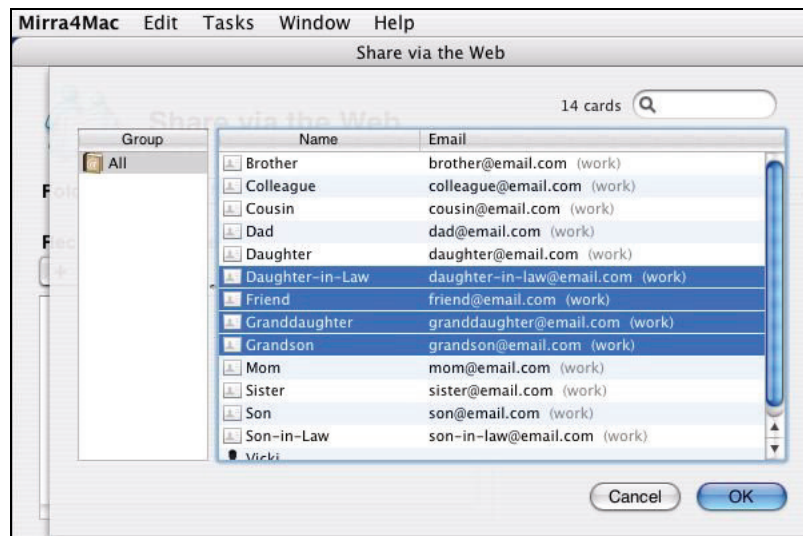 Mirra4Mac Edit Tasks Window Help
Share via the Web
Share via the Web
14 cards
Group Name Email
All Brother brother@email.com (work)
Colleague colleague@email.com (work)
Cousin cousin@email.com (work)
Dad dad@email.com (work)
Daughter daughter@email.com (work)
Daughter-in-Law daughter-in-law@email.com (work)
Friend friend@email.com (work)
Granddaughter granddaughter@email.com (work)
Grandson grandson@email.com (work)
Mom mom@email.com (work)
Sister sister@email.com (work)
Son son@email.com (work)
Son-in-Law son-in-law@email.com (work)
Vicki
Cancel OK